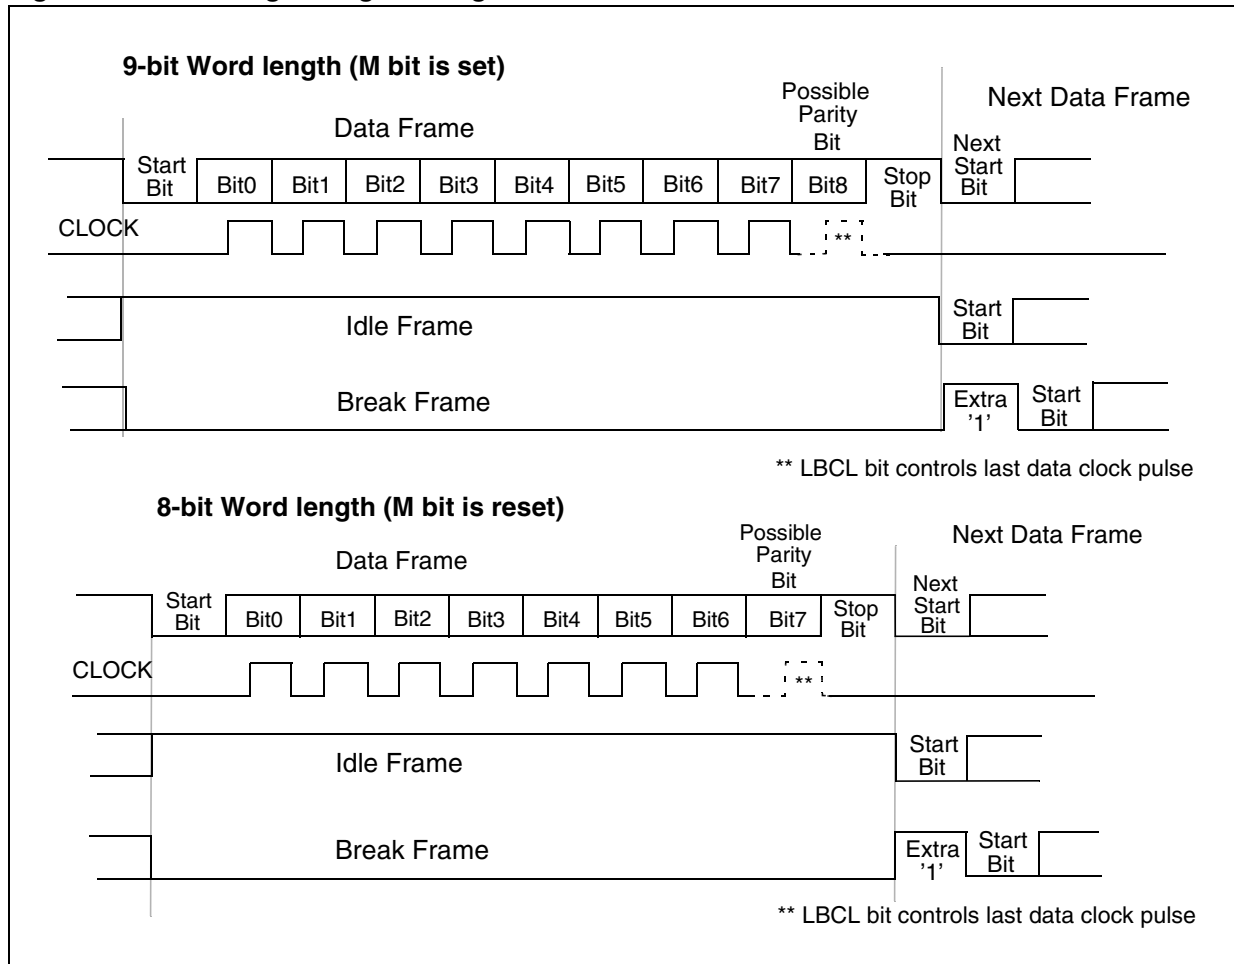 9-bit Word length (M bit is set)
Possible
Parity
Bit
Next Data Frame
Data Frame
Next
Start
Bit
Start
Bit
Bit0 Bit1 Bit2 Bit3 Bit4 Bit5 Bit6 Bit7 Bit8
Stop
Bit
CLOCK
**
Idle Frame
Start
Bit
Break Frame
Extra
'1'
Start
Bit
** LBCL bit controls last data clock pulse
8-bit Word length (M bit is reset)
Possible
Parity
Bit
Next Data Frame
Data Frame
Next
Start
Bit
Start
Bit
Bit0 Bit1 Bit2 Bit3 Bit4 Bit5 Bit6 Bit7
Stop
Bit
CLOCK
**
Idle Frame
Start
Bit
Break Frame
Extra
'1'
Start
Bit
** LBCL bit controls last data clock pulse